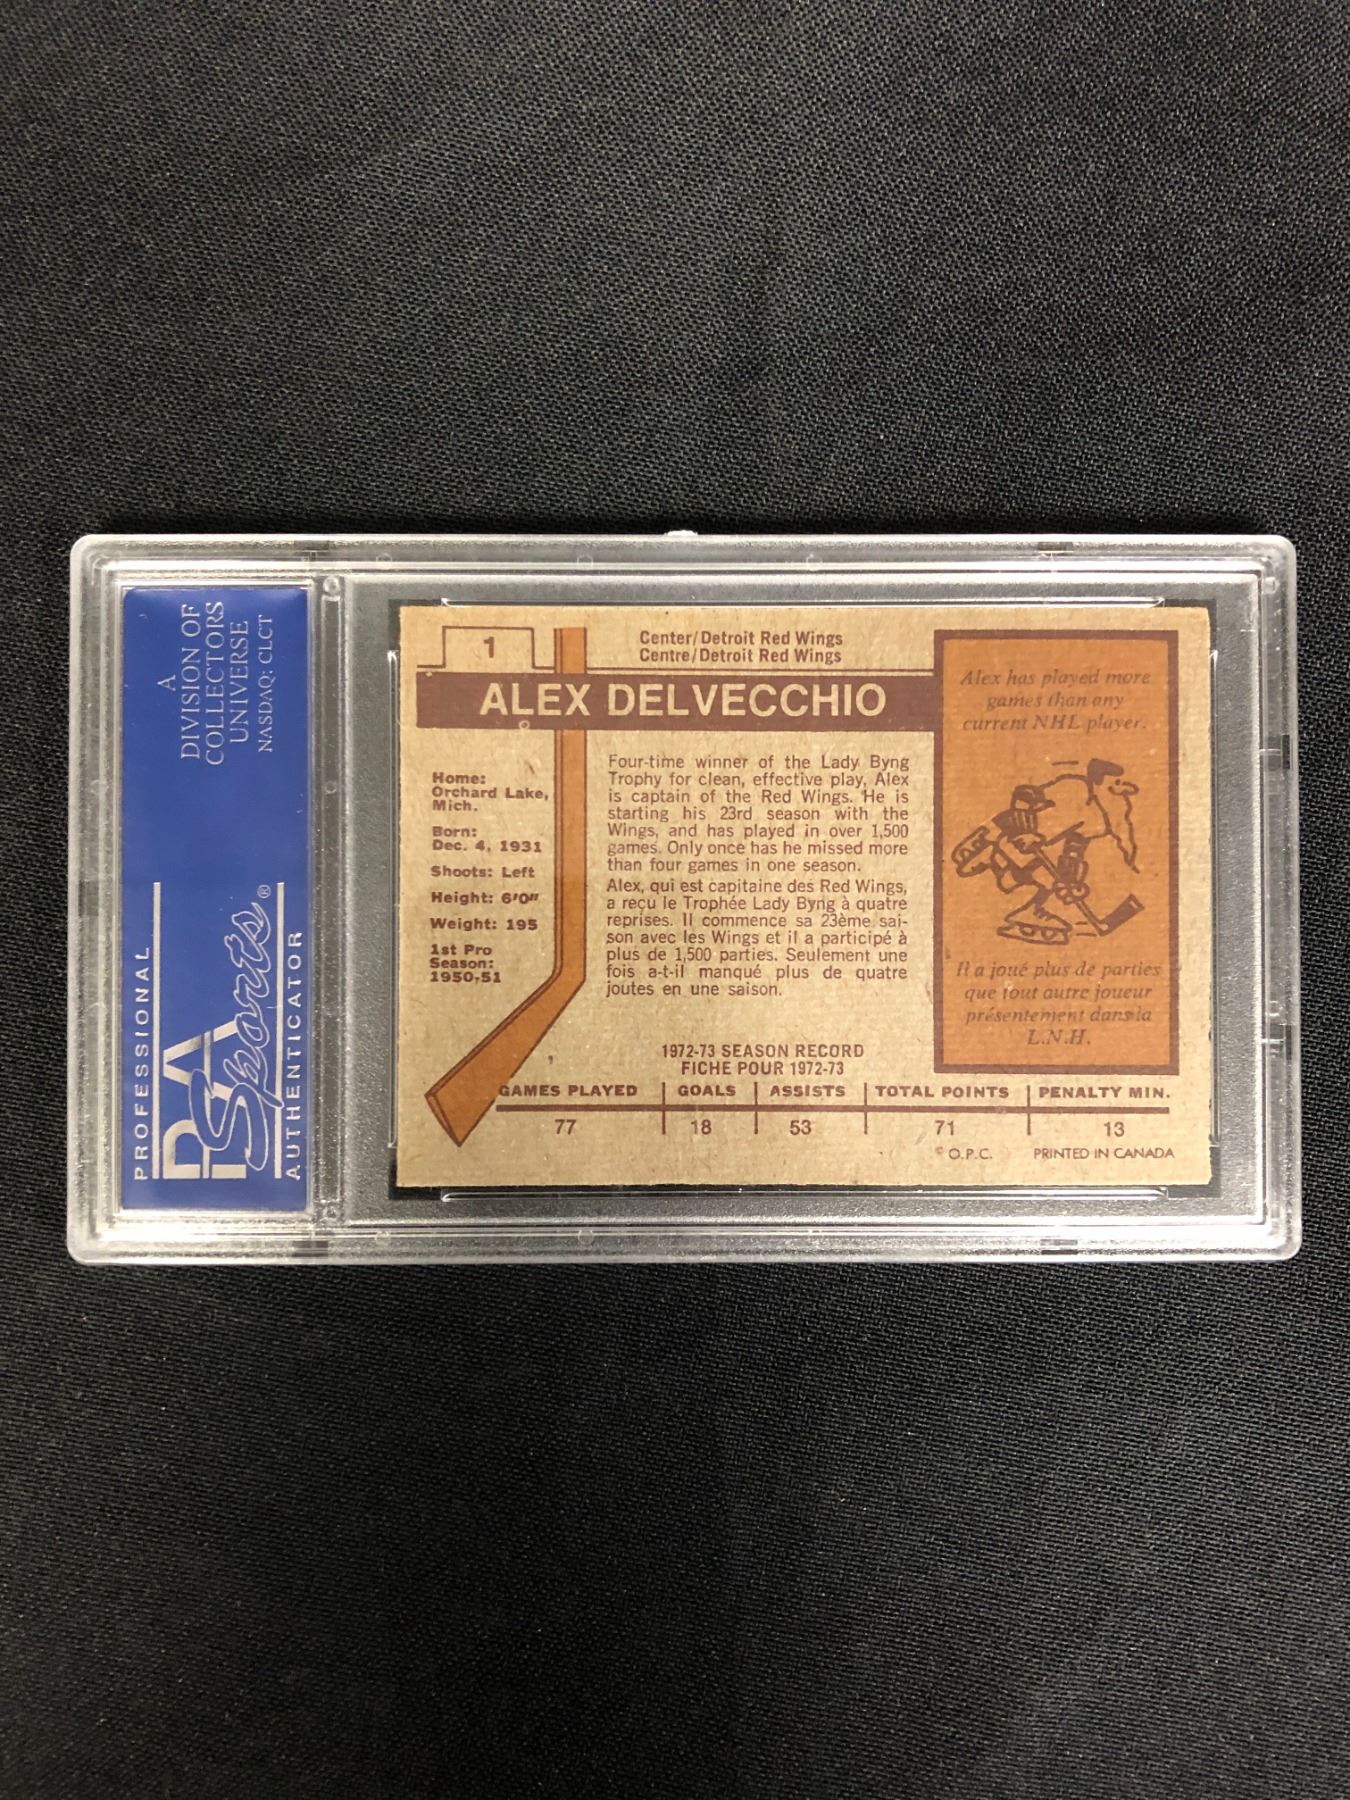 A
DIVISION OF
COLLECTORS
UNIVERSE
NASDAQ: CLCT
PROFESSIONAL
PSA
Sports®
AUTHENTICATOR
1
Center/Detroit Red Wings
Centre/Detroit Red Wings
ALEX DELVECCHIO
Home:
Orchard Lake,
Mich.
Born:
Dec. 4, 1931
Shoots: Left
Height: 6'0"
Weight: 195
1st Pro
Season:
1950-51
Four-time winner of the Lady Byng
Trophy for clean, effective play, Alex
is captain of the Red Wings. He is
starting his 23rd season with the
Wings, and has played in over 1,500
games. Only once has he missed more
than four games in one season.
Alex, qui est capitaine des Red Wings,
a reçu le Trophée Lady Byng à quatre
reprises. Il commence sa 23ème sai-
son avec les Wings et il a participé à
plus de 1,500 parties. Seulement une
fois a-t-il manqué plus de quatre
joutes en une saison.
Alex has played more
games than any
current NHL player.
Il a joué plus de parties
que tout autre joueur
présentement dans la
L.N.H.
1972-73 SEASON RECORD
FICHE POUR 1972-73
GAMES PLAYED GOALS ASSISTS TOTAL POINTS PENALTY MIN.
77 18 53 71 13
© O.P.C. PRINTED IN CANADA